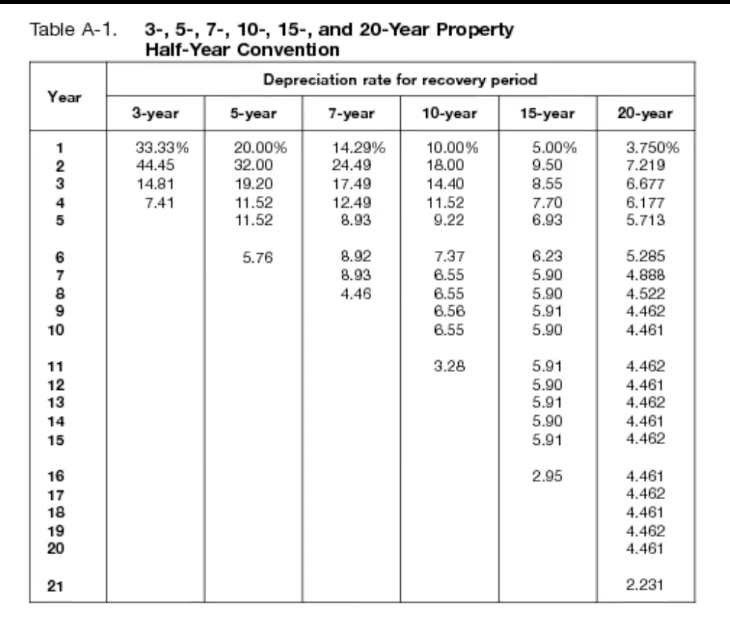 Table A-1. 3-, 5-, 7-, 10-, 15-, and 20-Year Property
Half-Year Convention
Year
Depreciation rate for recovery period
3-year 5-year 7-year 10-year 15-year 20-year
1 33.33% 20.00% 14.29% 10.00% 5.00% 3.750%
2 44.45 32.00 24.49 18.00 9.50 7.219
3 14.81 19.20 17.49 14.40 8.55 6.677
4 7.41 11.52 12.49 11.52 7.70 6.177
5 11.52 8.93 9.22 6.93 5.713
6 5.76 8.92 7.37 6.23 5.285
7 8.93 6.55 5.90 4.888
8 4.46 6.55 5.90 4.522
9 6.56 5.91 4.462
10 6.55 5.90 4.461
11 3.28 5.91 4.462
12 5.90 4.461
13 5.91 4.462
14 5.90 4.461
15 5.91 4.462
16 2.95 4.461
17 4.462
18 4.461
19 4.462
20 4.461
21 2.231